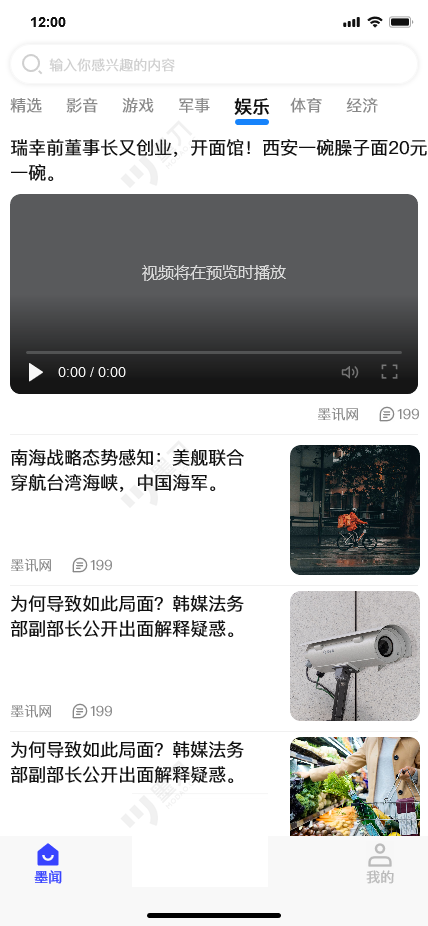 12:00
输入你感兴趣的内容
精选 影音 游戏 军事 娱乐 体育 经济
瑞幸前董事长又创业，开面馆！西安一碗臊子面20元
一碗。
视频将在预览时播放
0:00 / 0:00
墨讯网 199
南海战略态势感知：美舰联合
穿航台湾海峡，中国海军。
墨讯网 199
为何导致如此局面？韩媒法务
部副部长公开出面解释疑惑。
墨讯网 199
为何导致如此局面？韩媒法务
部副部长公开出面解释疑惑。
墨闻 我的